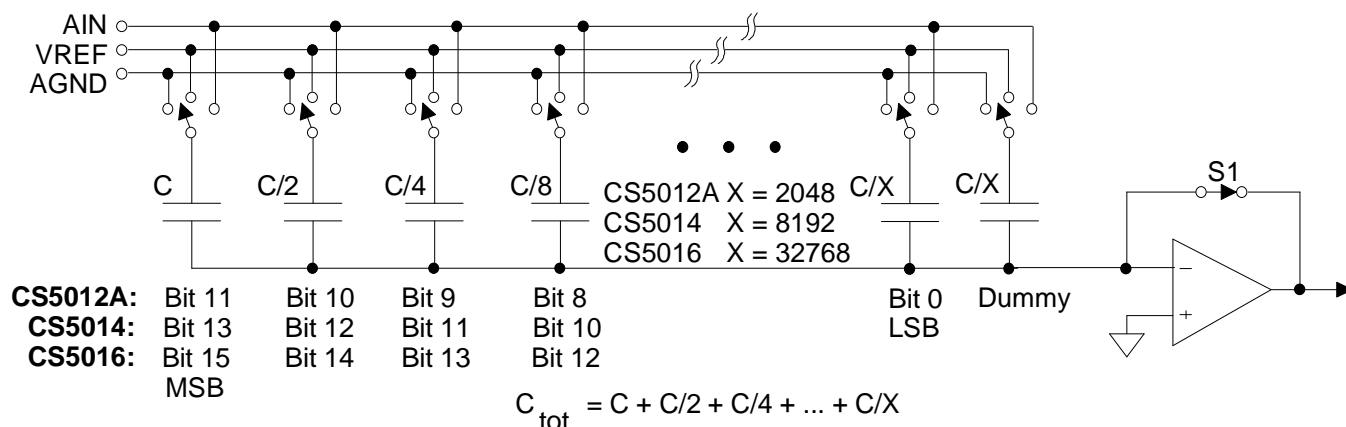 AIN
VREF
AGND
C
C/2
C/4
C/8
C/X
C/X
S1
CS5012A X = 2048
CS5014 X = 8192
CS5016 X = 32768
−
+
CS5012A: Bit 11 Bit 10 Bit 9 Bit 8 Bit 0 Dummy
CS5014: Bit 13 Bit 12 Bit 11 Bit 10 LSB
CS5016: Bit 15 Bit 14 Bit 13 Bit 12
MSB
C tot = C + C/2 + C/4 + ... + C/X